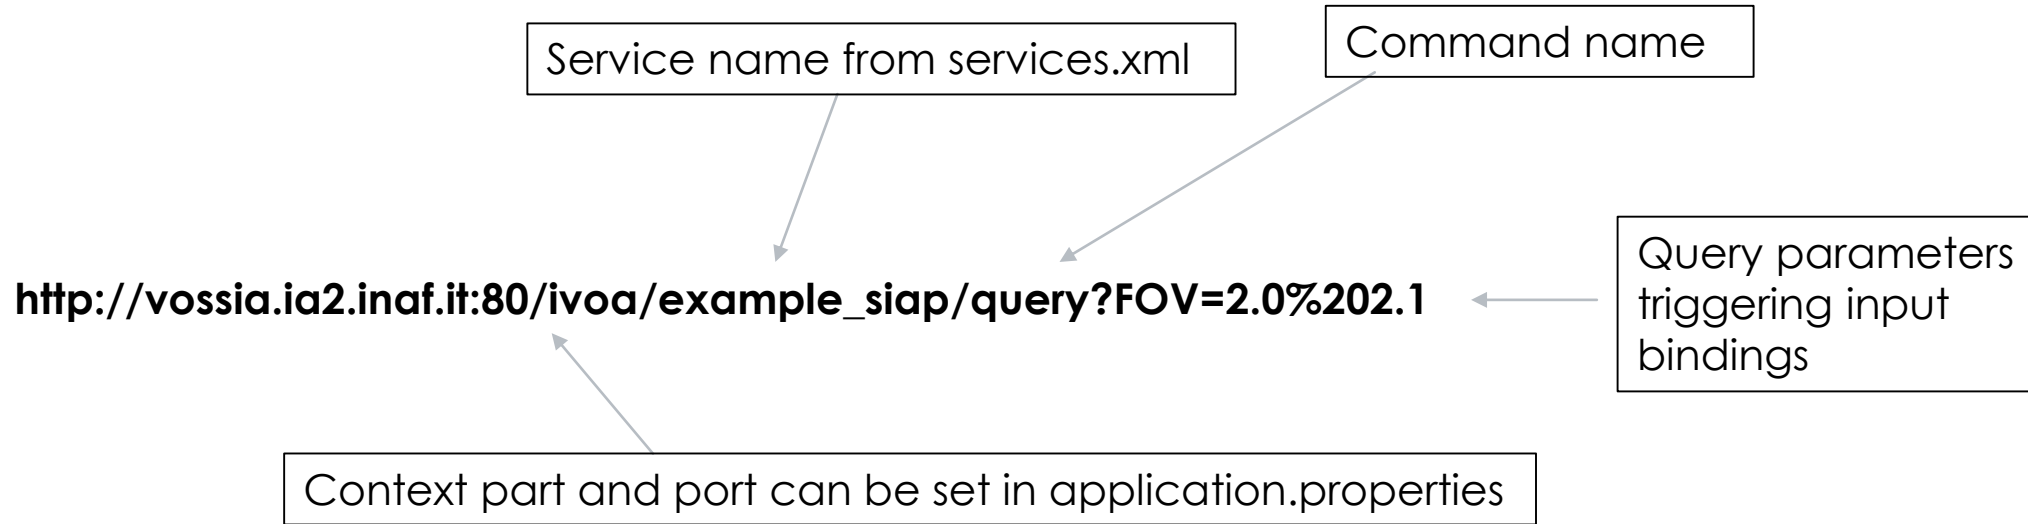 Service name from services.xml
Command name
Query parameters
triggering input
bindings
http://vossia.ia2.inaf.it:80/ivoa/example_siap/query?FOV=2.0%202.1
Context part and port can be set in application.properties